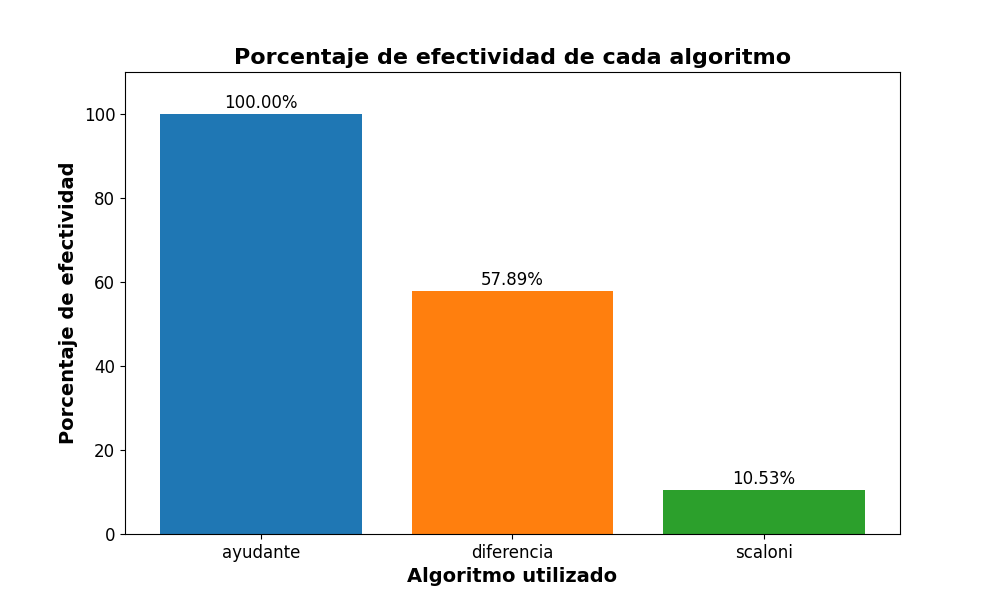 Porcentaje de efectividad de cada algoritmo
Porcentaje de efectividad
100
80
60
40
20
0
100.00%
57.89%
10.53%
ayudante
diferencia
scaloni
Algoritmo utilizado